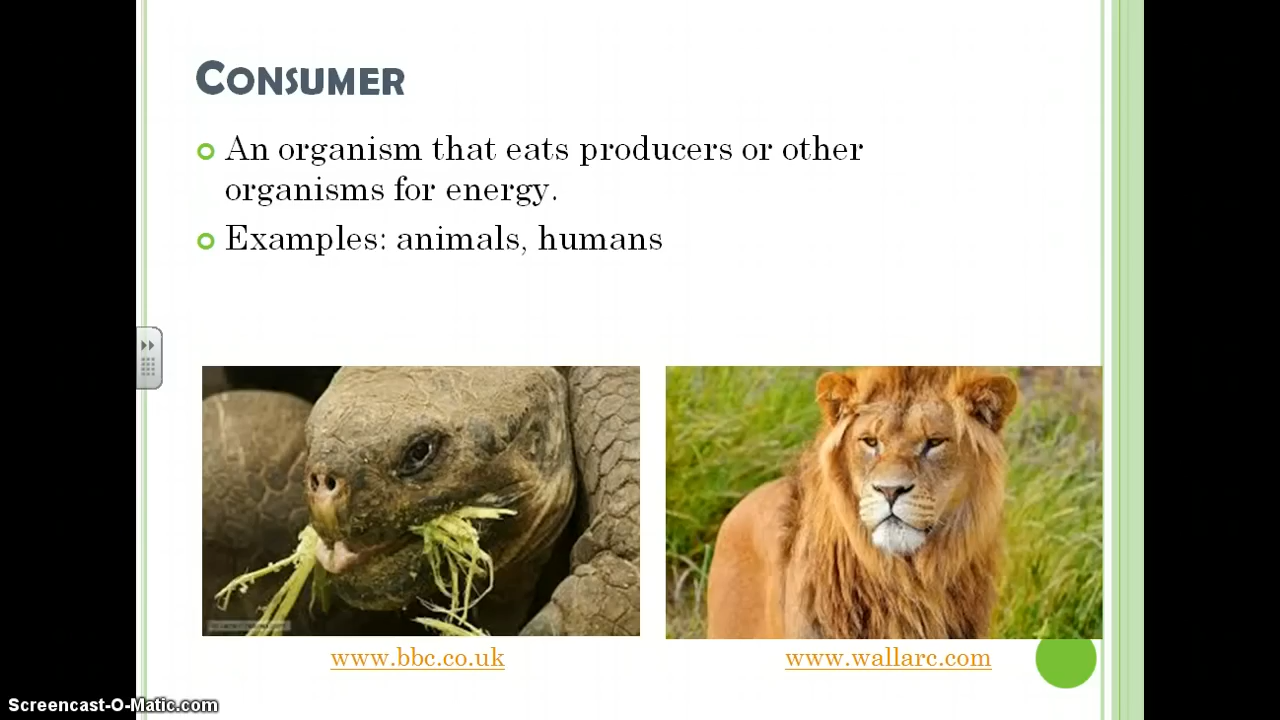 CONSUMER
An organism that eats producers or other
organisms for energy.
Examples: animals, humans
www.bbc.co.uk
www.wallarc.com
Screencast-O-Matic.com